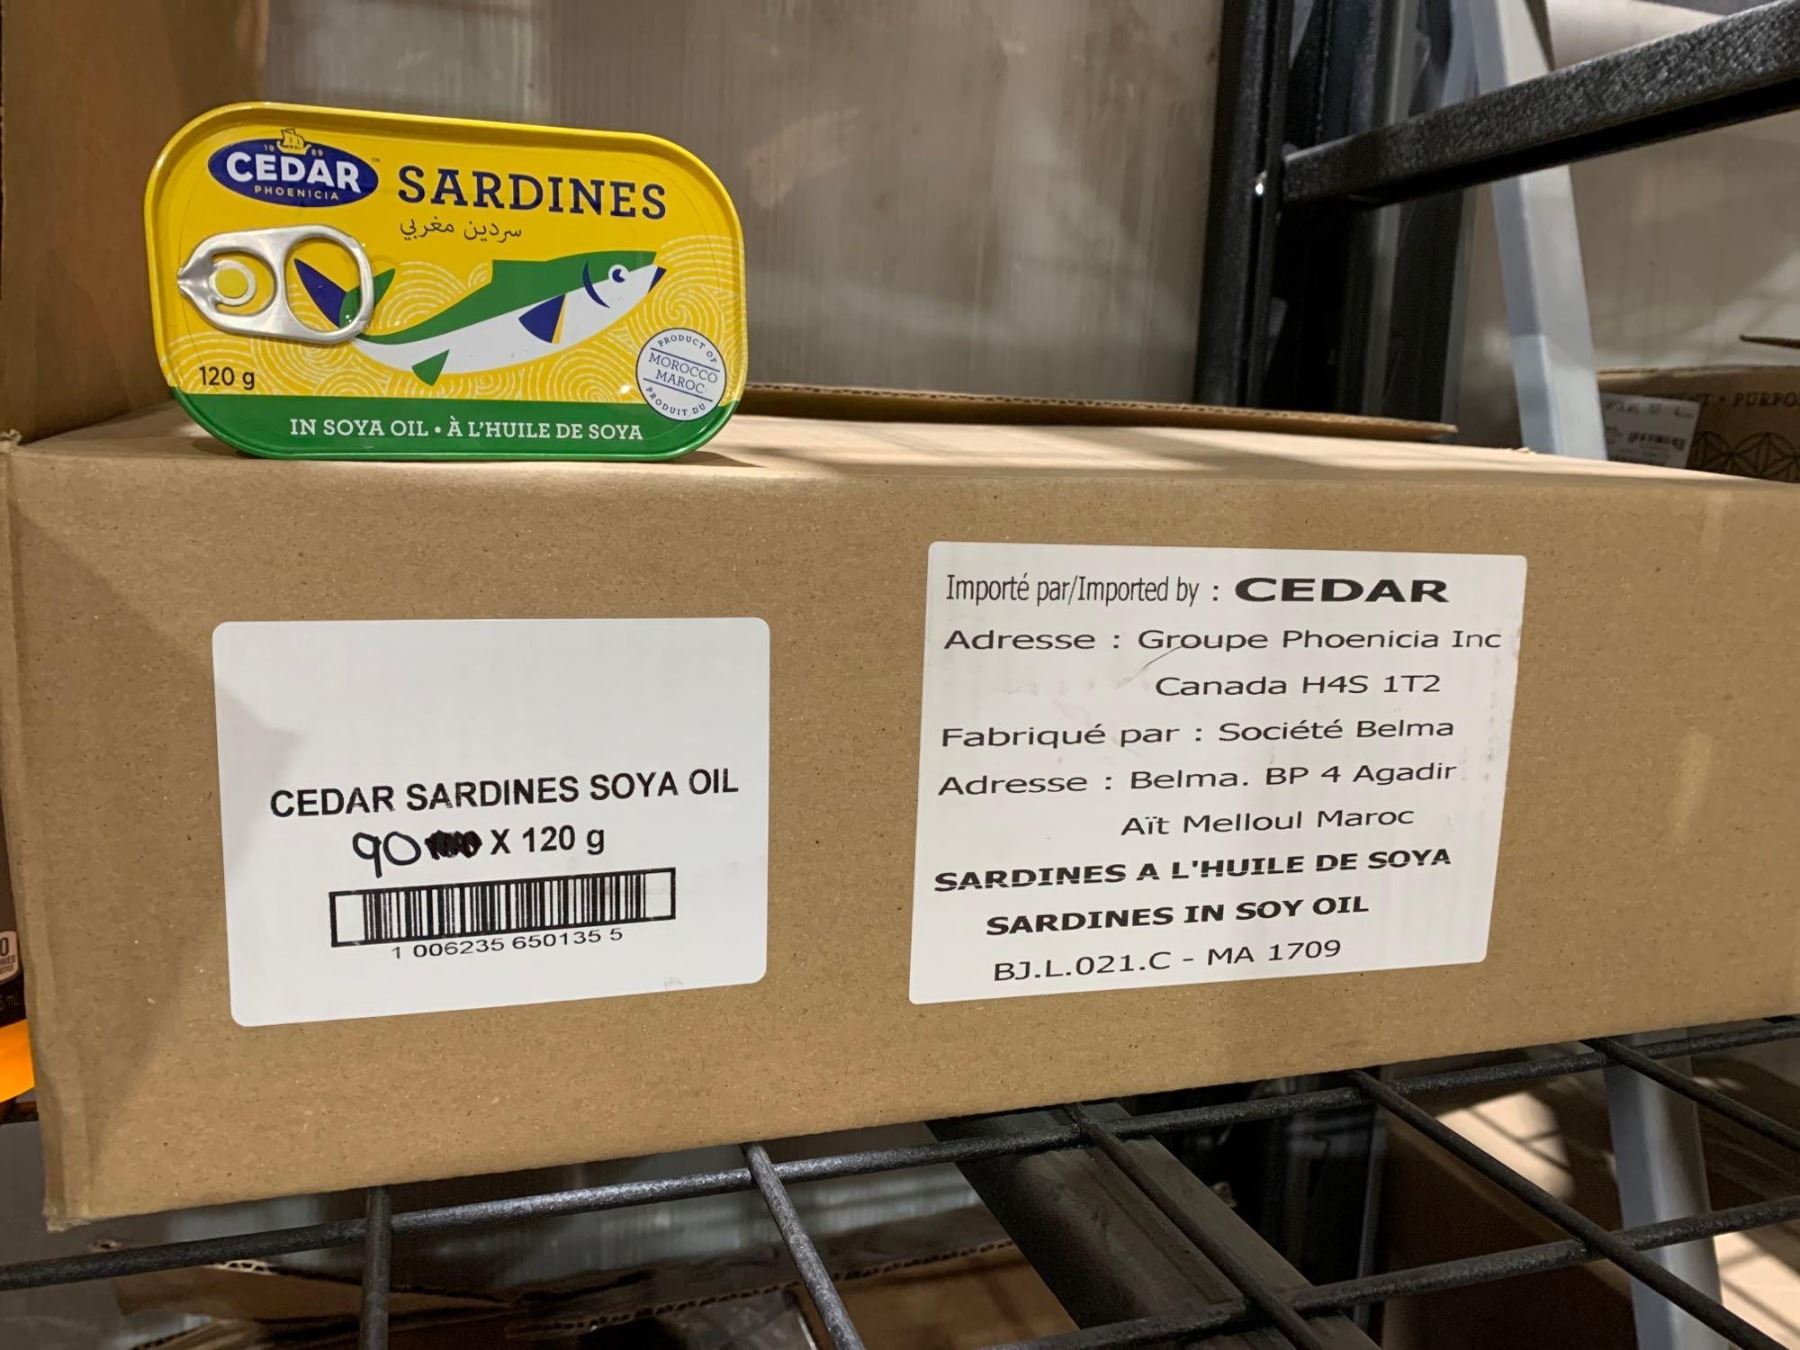 19 89
CEDAR™
PHOENICIA
SARDINES
سردين مغربي
120 g
PRODUCT OF
MOROCCO
MAROC
PRODUIT DU
IN SOYA OIL • À L'HUILE DE SOYA
CEDAR SARDINES SOYA OIL
90 X 120 g
1 006235 650135 5
Importé par/Imported by : CEDAR
Adresse : Groupe Phoenicia Inc
Canada H4S 1T2
Fabriqué par : Société Belma
Adresse : Belma. BP 4 Agadir
Aït Melloul Maroc
SARDINES A L'HUILE DE SOYA
SARDINES IN SOY OIL
BJ.L.021.C - MA 1709